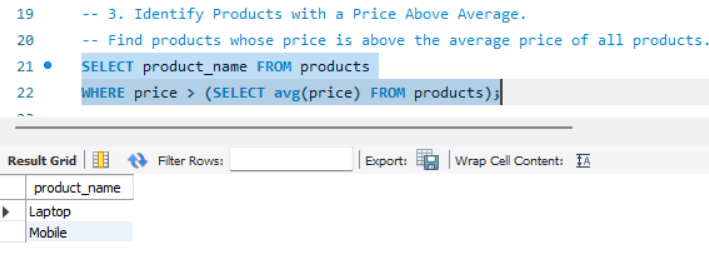 19 -- 3. Identify Products with a Price Above Average.
20 -- Find products whose price is above the average price of all products.
21 SELECT product_name FROM products
22 WHERE price > (SELECT avg(price) FROM products);
Result Grid Filter Rows: Export: Wrap Cell Content: IA
product_name
Laptop
Mobile